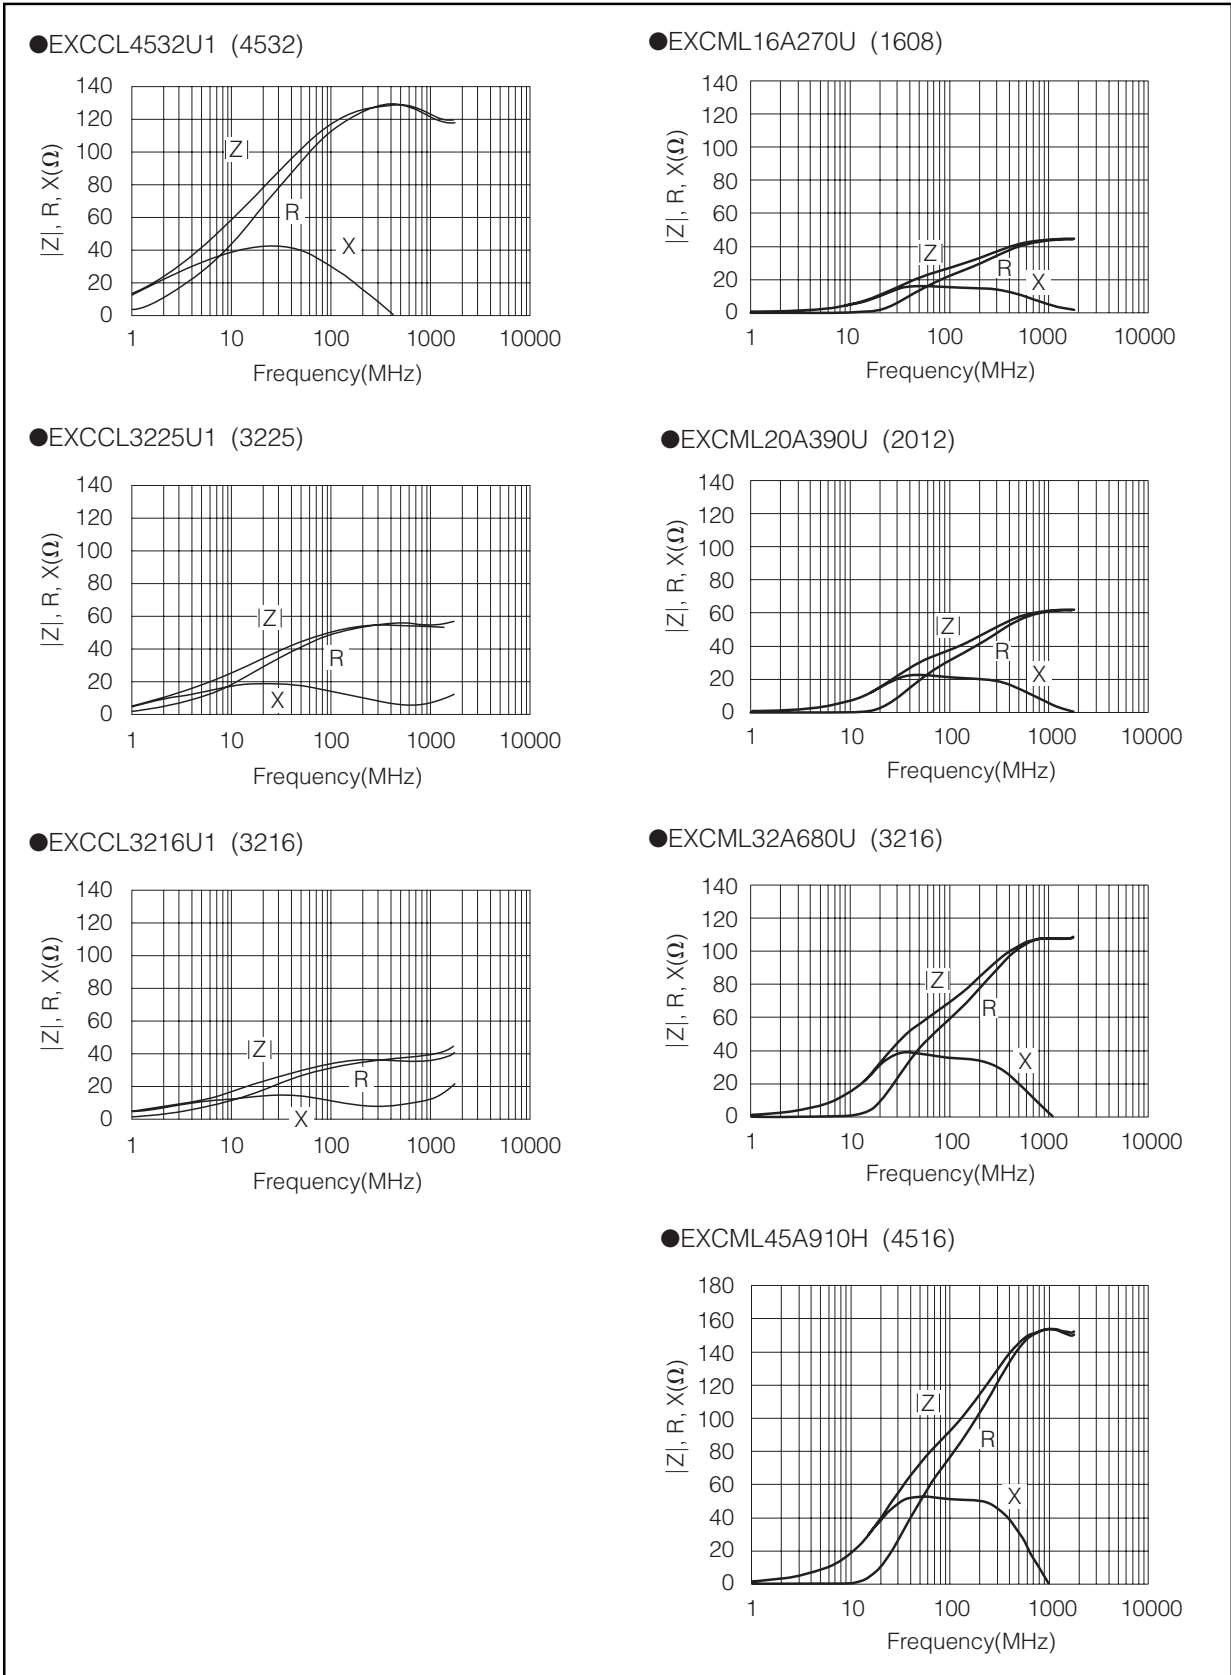 ●EXCCL4532U1 (4532)
140
120
100
80
60
40
20
0
|Z|, R, X(Ω)
|Z|
R
X
1 10 100 1000 10000
Frequency(MHz)
●EXCCL3225U1 (3225)
140
120
100
80
60
40
20
0
|Z|, R, X(Ω)
|Z|
R
X
1 10 100 1000 10000
Frequency(MHz)
●EXCCL3216U1 (3216)
140
120
100
80
60
40
20
0
|Z|, R, X(Ω)
|Z|
R
X
1 10 100 1000 10000
Frequency(MHz)
●EXCML16A270U (1608)
140
120
100
80
60
40
20
0
|Z|, R, X(Ω)
|Z|
R
X
1 10 100 1000 10000
Frequency(MHz)
●EXCML20A390U (2012)
140
120
100
80
60
40
20
0
|Z|, R, X(Ω)
|Z|
R
X
1 10 100 1000 10000
Frequency(MHz)
●EXCML32A680U (3216)
140
120
100
80
60
40
20
0
|Z|, R, X(Ω)
|Z|
R
X
1 10 100 1000 10000
Frequency(MHz)
●EXCML45A910H (4516)
180
160
140
120
100
80
60
40
20
0
|Z|, R, X(Ω)
|Z|
R
X
1 10 100 1000 10000
Frequency(MHz)